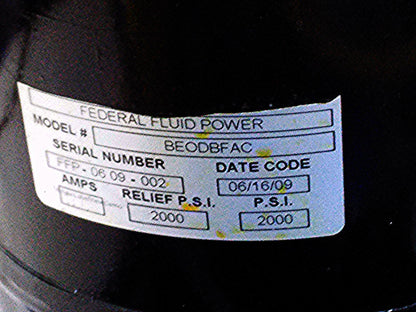 FEDERAL FLUID POWER
MODEL # BEODBFAC
SERIAL NUMBER DATE CODE
FFP - 06 09 - 002 06/16/09
AMPS RELIEF P.S.I. P.S.I.
2000 2000